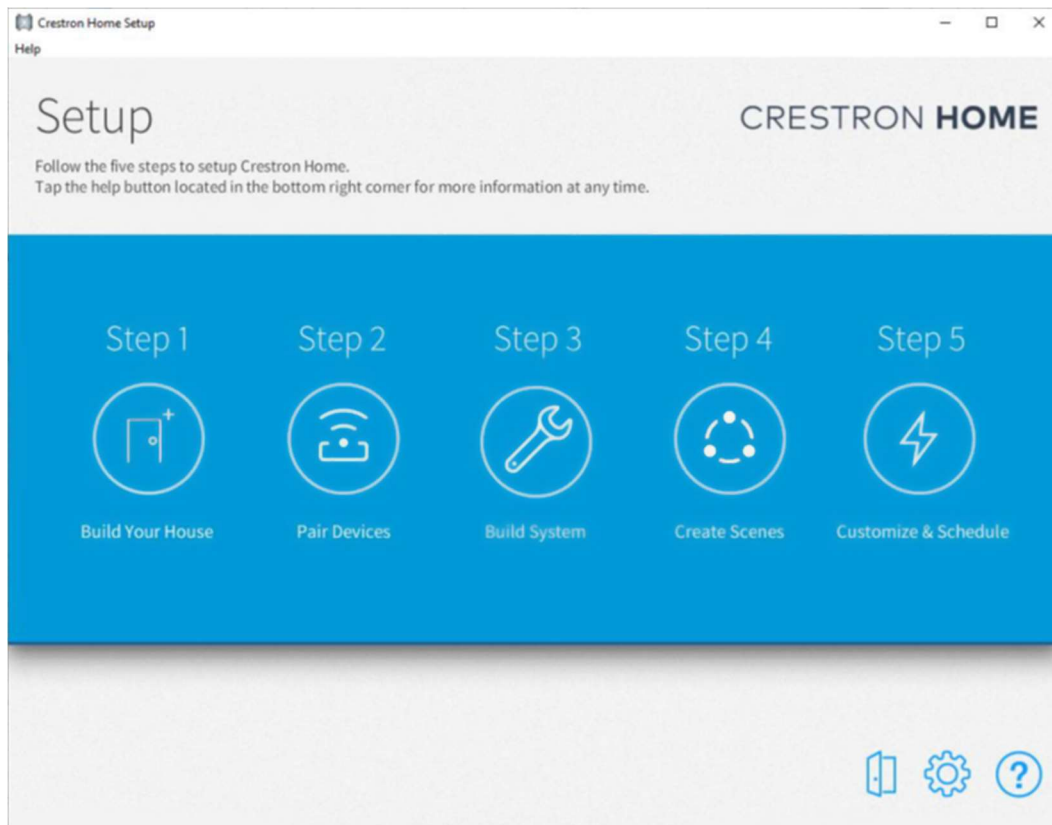 Crestron Home Setup
Help
Setup
CRESTRON HOME
Follow the five steps to setup Crestron Home.
Tap the help button located in the bottom right corner for more information at any time.
Step 1
Step 2
Step 3
Step 4
Step 5
Build Your House
Pair Devices
Build System
Create Scenes
Customize & Schedule
?